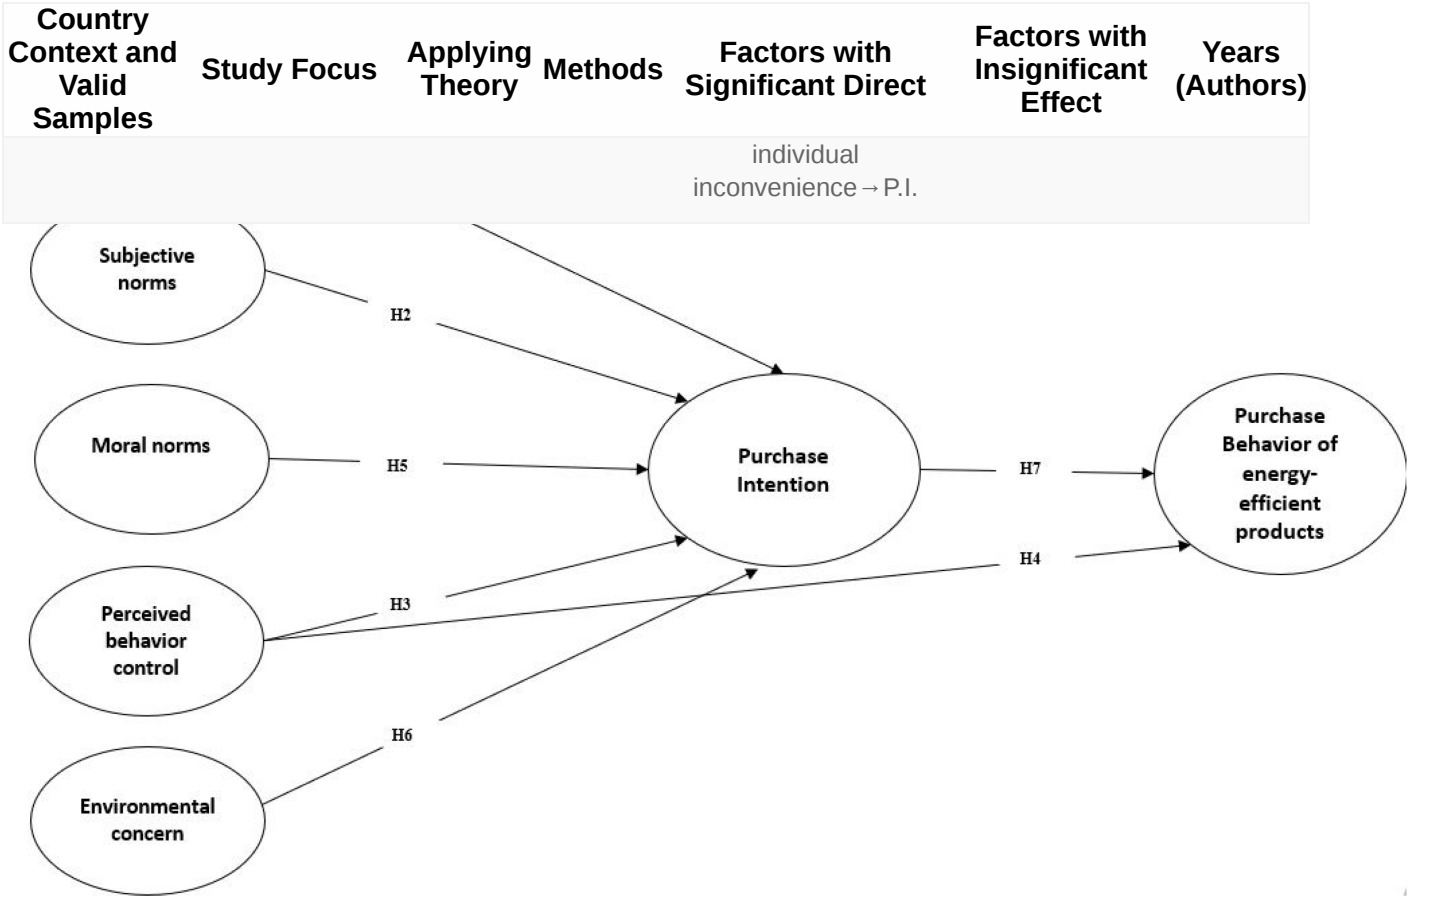 Country
Context and
Valid
Samples
Study Focus
Applying
Theory
Methods
Factors with
Significant Direct
Factors with
Insignificant
Effect
Years
(Authors)
individual
inconvenience→P.I.
Subjective
norms
H2
Moral norms
H5
Purchase
Intention
H7
Purchase
Behavior of
energy-
efficient
products
H4
Perceived
behavior
control
H3
H6
Environmental
concern